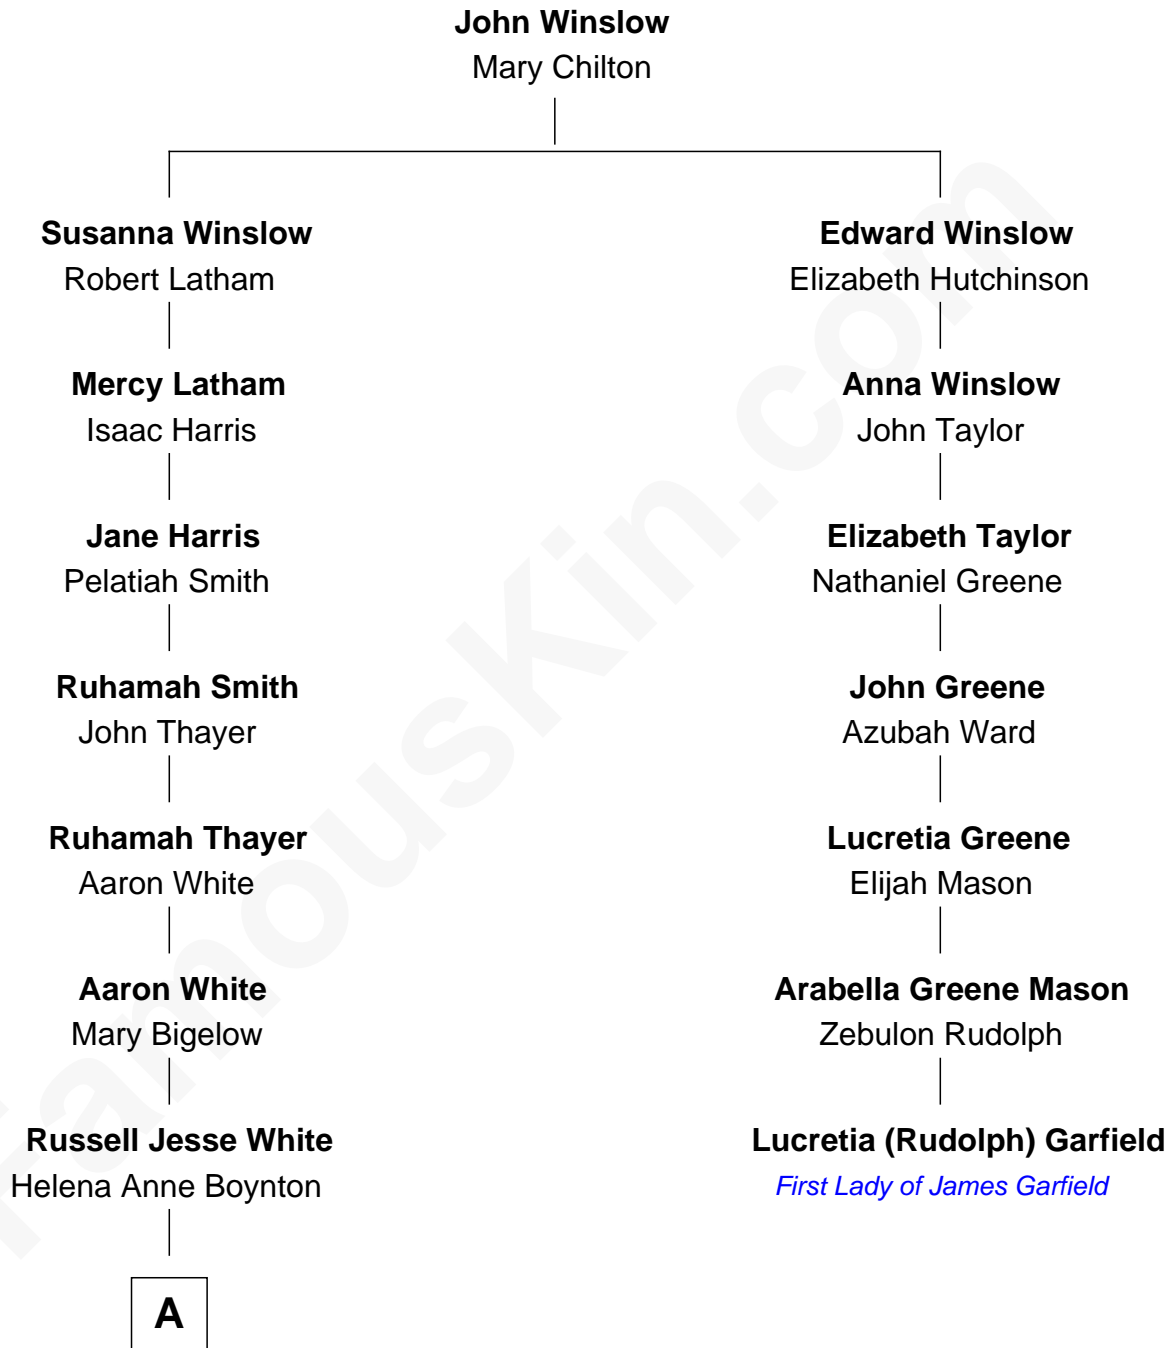 John Winslow
Mary Chilton
Susanna Winslow
Robert Latham
Edward Winslow
Elizabeth Hutchinson
Mercy Latham
Isaac Harris
Anna Winslow
John Taylor
Jane Harris
Pelatiah Smith
Elizabeth Taylor
Nathaniel Greene
Ruhamah Smith
John Thayer
John Greene
Azubah Ward
Ruhamah Thayer
Aaron White
Lucretia Greene
Elijah Mason
Aaron White
Mary Bigelow
Arabella Greene Mason
Zebulon Rudolph
Russell Jesse White
Helena Anne Boynton
Lucretia (Rudolph) Garfield
First Lady of James Garfield
A
FamousKin.com